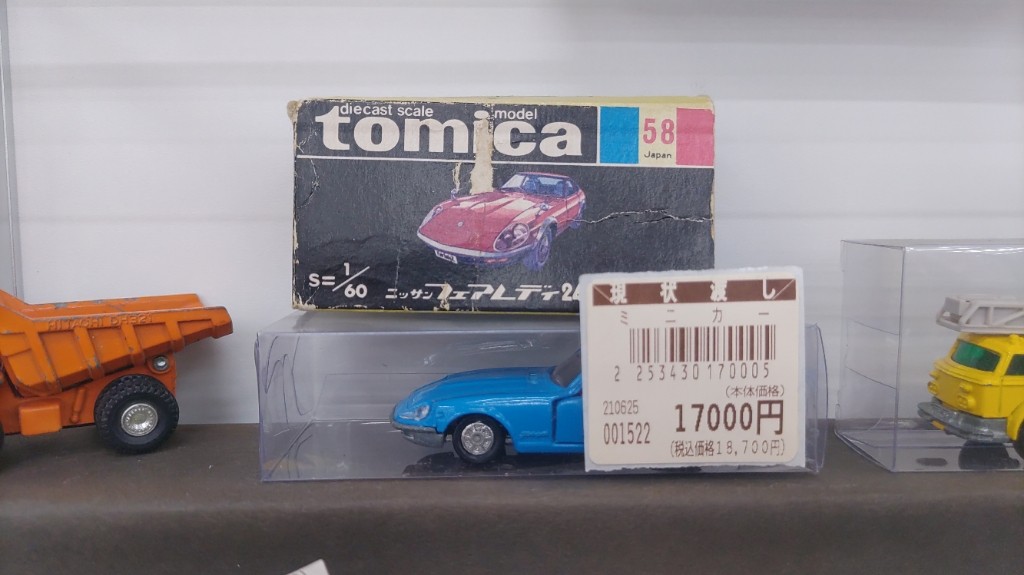 diecast scale model
tomica
58
Japan
S=1/60
ニッサン フェアレディ 24
HITACHI
現状渡し
ミニカー
2 253430 170005
(本体価格)
210625
17000円
001522
(税込価格18,700円)